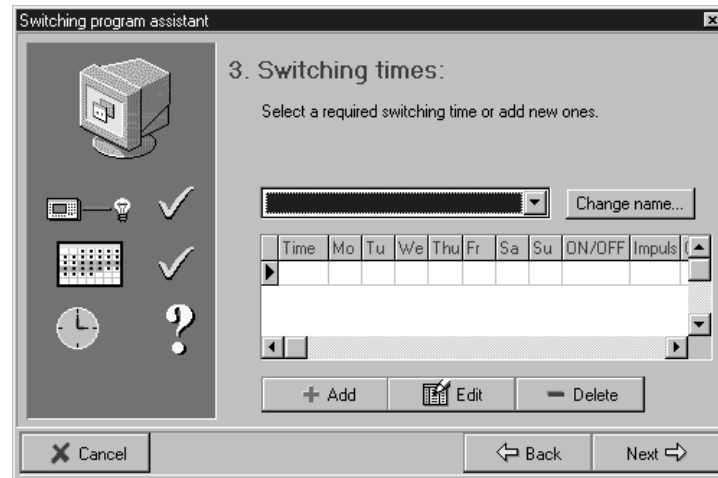 Switching program assistant
3. Switching times:
Select a required switching time or add new ones.
Change name...
Time Mo Tu We Thu Fr Sa Su ON/OFF Impuls
Add Edit Delete
Cancel Back Next